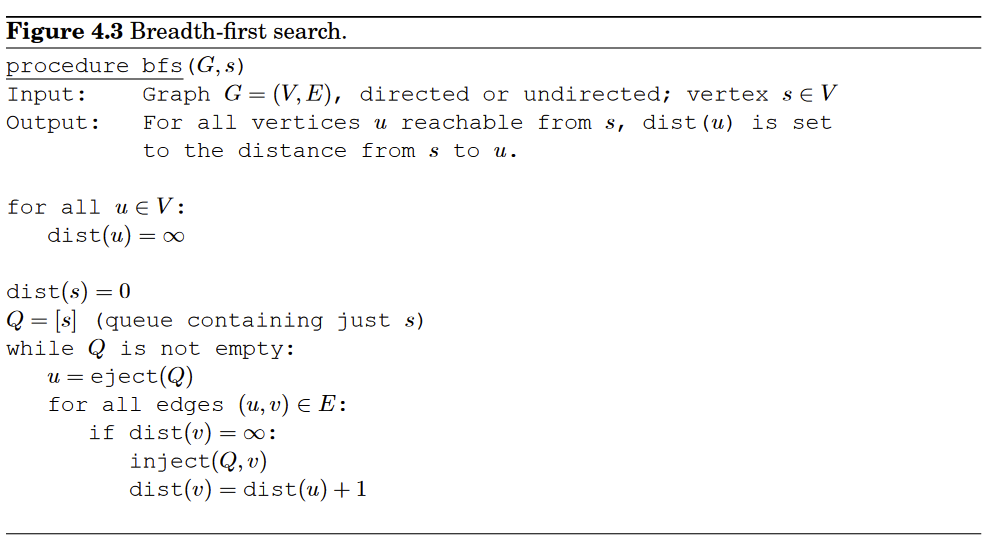 Figure 4.3 Breadth-first search.
procedure bfs(G, s)
Input: Graph G = (V, E), directed or undirected; vertex s ∈ V
Output: For all vertices u reachable from s, dist(u) is set
to the distance from s to u.
for all u ∈ V:
dist(u) = ∞
dist(s) = 0
Q = [s] (queue containing just s)
while Q is not empty:
u = eject(Q)
for all edges (u, v) ∈ E:
if dist(v) = ∞:
inject(Q, v)
dist(v) = dist(u) + 1